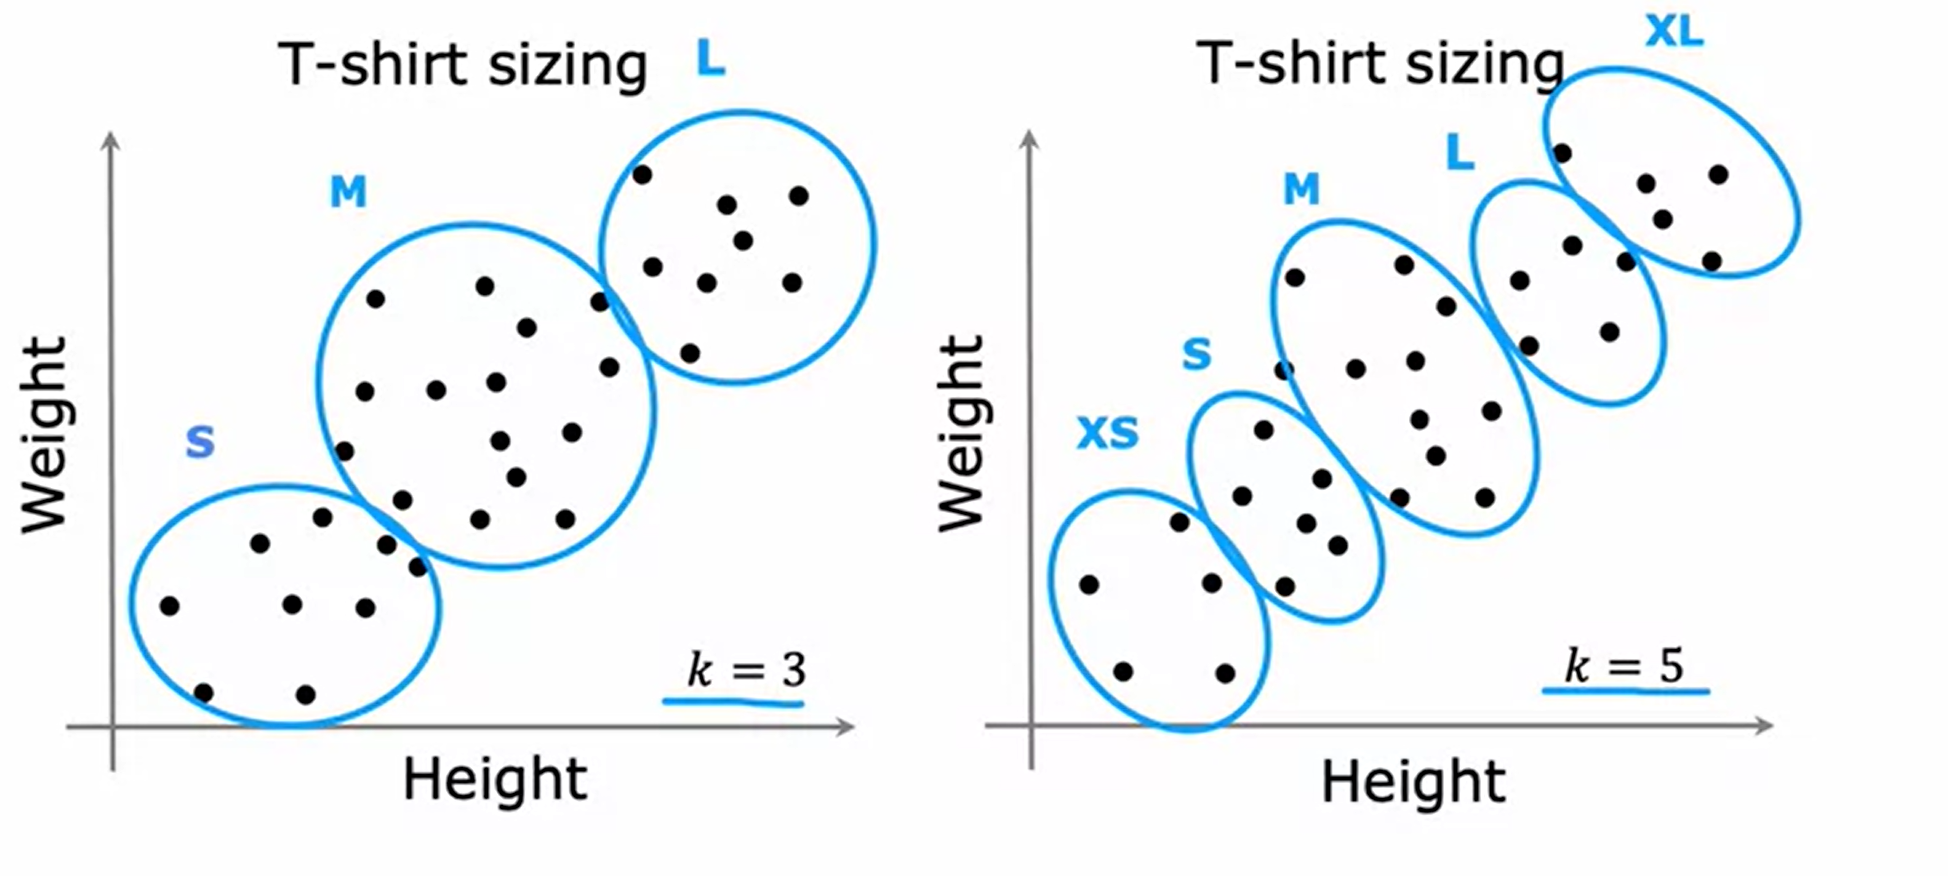 T-shirt sizing
L
M
S
Weight
k = 3
Height
T-shirt sizing
XL
L
M
S
XS
Weight
k = 5
Height